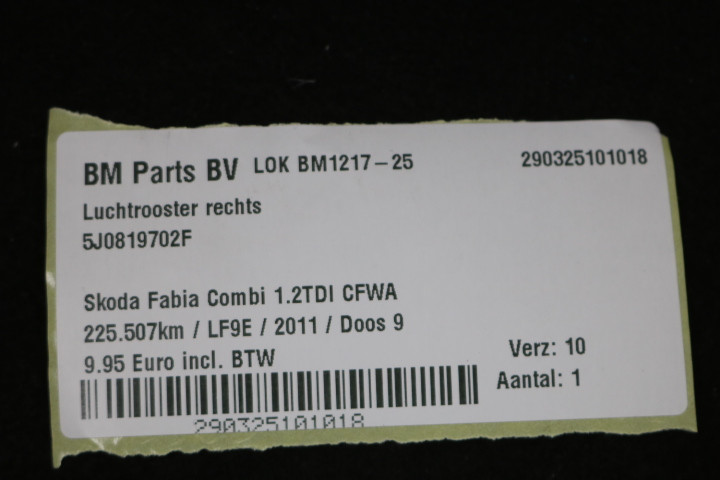 BM Parts BV LOK BM1217-25 290325101018
Luchtrooster rechts
5J0819702F
Skoda Fabia Combi 1.2TDI CFWA
225.507km / LF9E / 2011 / Doos 9
9.95 Euro incl. BTW
Verz: 10
Aantal: 1
290325101018